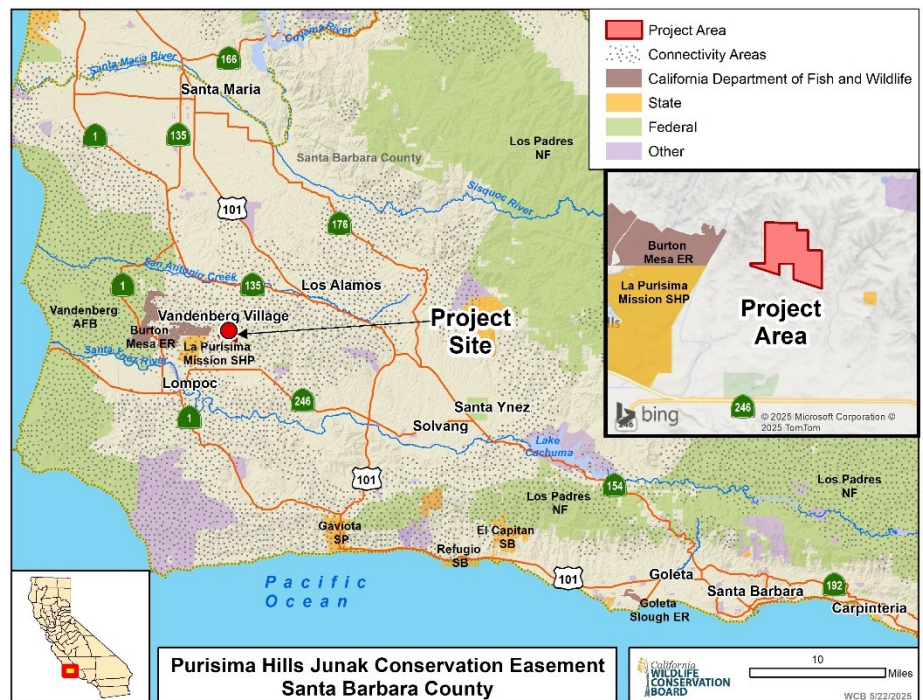 Project Area
Connectivity Areas
California Department of Fish and Wildlife
State
Federal
Other
Cuyama River
Santa Maria River
166
Santa Maria
1
135
Los Padres
NF
Santa Barbara County
Sisquoc River
101
176
San Antonio Creek
135
Los Alamos
1
Vandenberg
AFB
Vandenberg Village
Burton
Mesa ER
La Purisima
Mission SHP
Project
Site
Santa Ynez River
Lompoc
246
1
Santa Ynez
Solvang
Lake
Cachuma
101
154
Los Padres
NF
Los Padres
NF
Gaviota
SP
El Capitan
SB
Refugio
SB
Pacific
Ocean
101
Goleta
Goleta
Slough ER
Santa Barbara
192
Carpinteria
Burton
Mesa ER
La Purisima
Mission SHP
Project
Area
bing
246
© 2025 Microsoft Corporation ©
2025 TomTom
Purisima Hills Junak Conservation Easement
Santa Barbara County
California
WILDLIFE
CONSERVATION
BOARD
10
Miles
WCB 5/22/2025